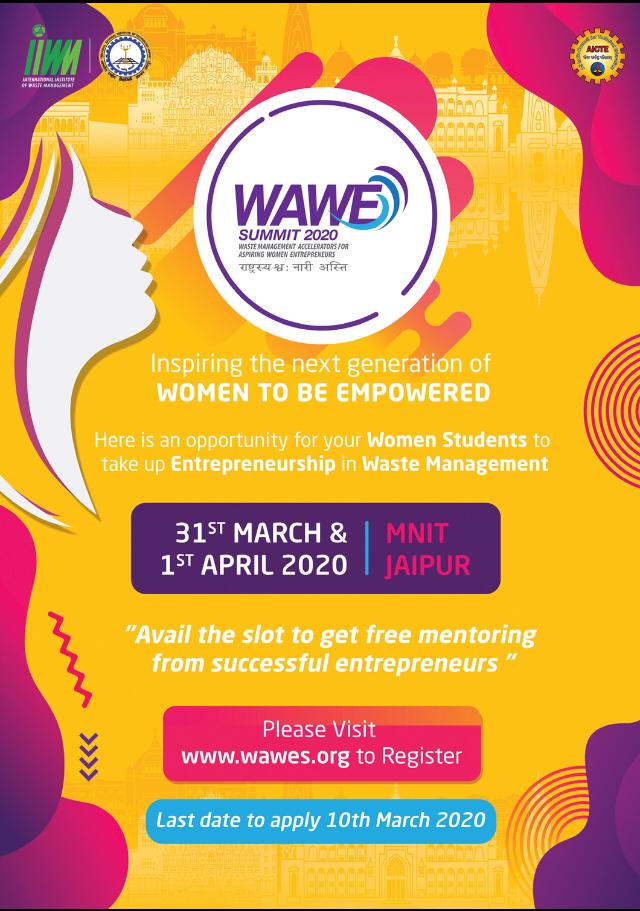 iiWM
INTERNATIONAL INSTITUTE
OF WASTE MANAGEMENT
AICTE
WAWE
SUMMIT 2020
WASTE MANAGEMENT ACCELERATORS FOR
ASPIRING WOMEN ENTREPRENEURS
राष्ट्रस्य श्वः नारी अस्ति
Inspiring the next generation of
WOMEN TO BE EMPOWERED
Here is an opportunity for your Women Students to
take up Entrepreneurship in Waste Management
31ST MARCH &
1ST APRIL 2020
MNIT
JAIPUR
"Avail the slot to get free mentoring
from successful entrepreneurs "
Please Visit
www.wawes.org to Register
Last date to apply 10th March 2020